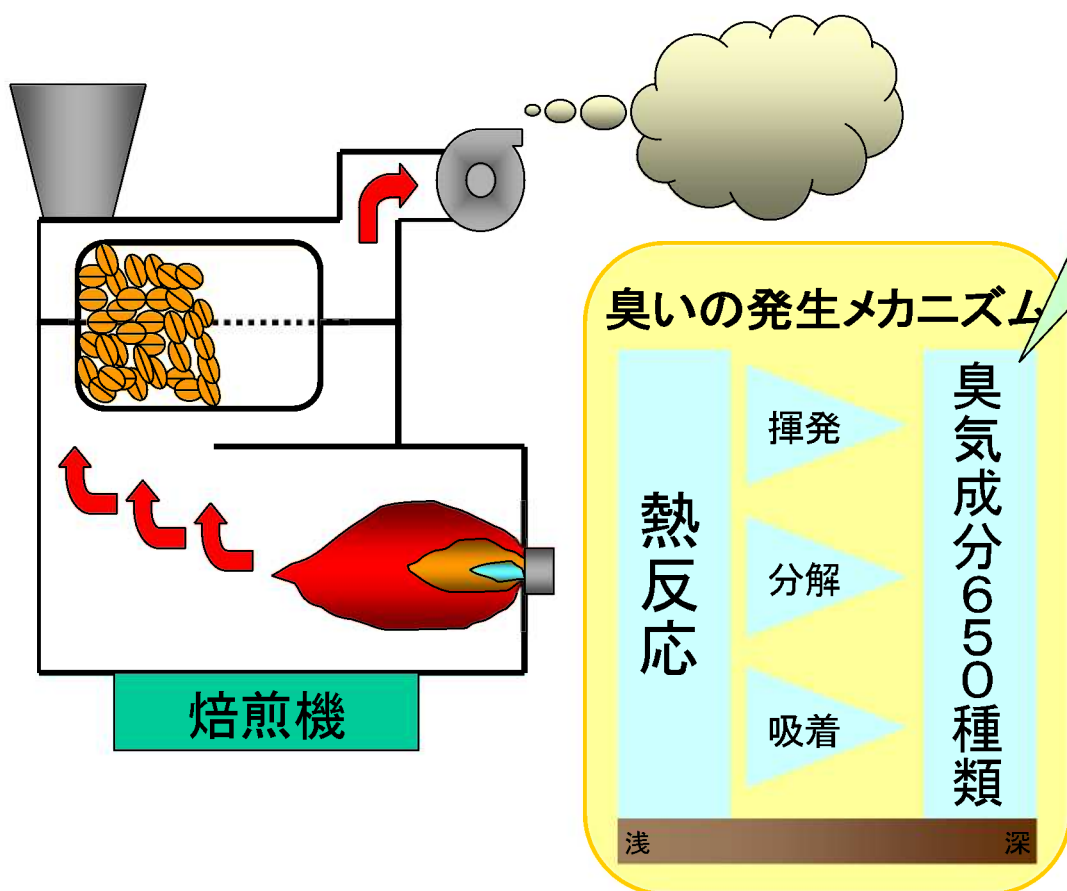 臭いの発生メカニズム
熱反応
揮発
分解
吸着
臭気成分650種類
浅
深
焙煎機